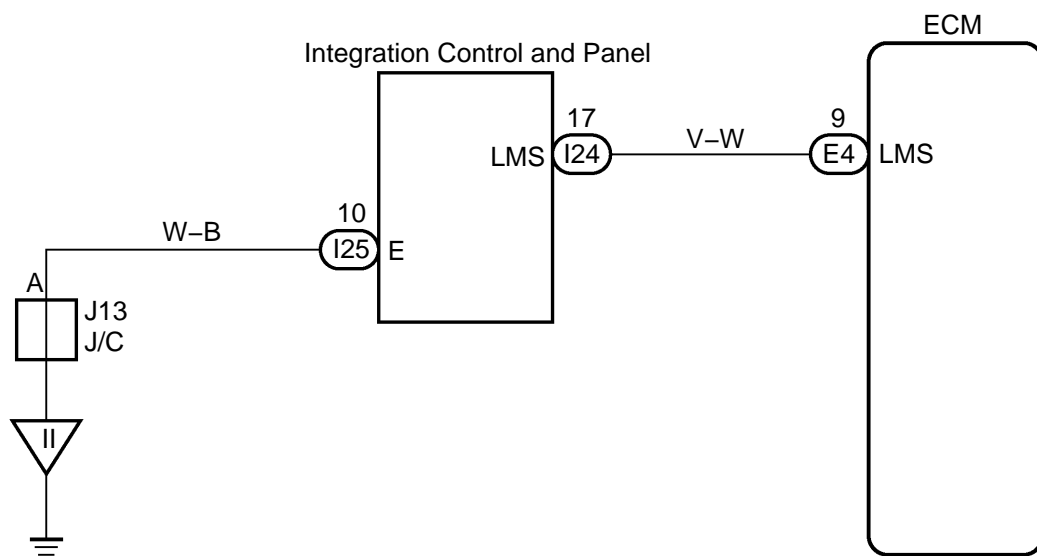 ECM
Integration Control and Panel
17
9
LMS
I24
V–W
E4
LMS
10
W–B
I25
E
A
J13
J/C
II